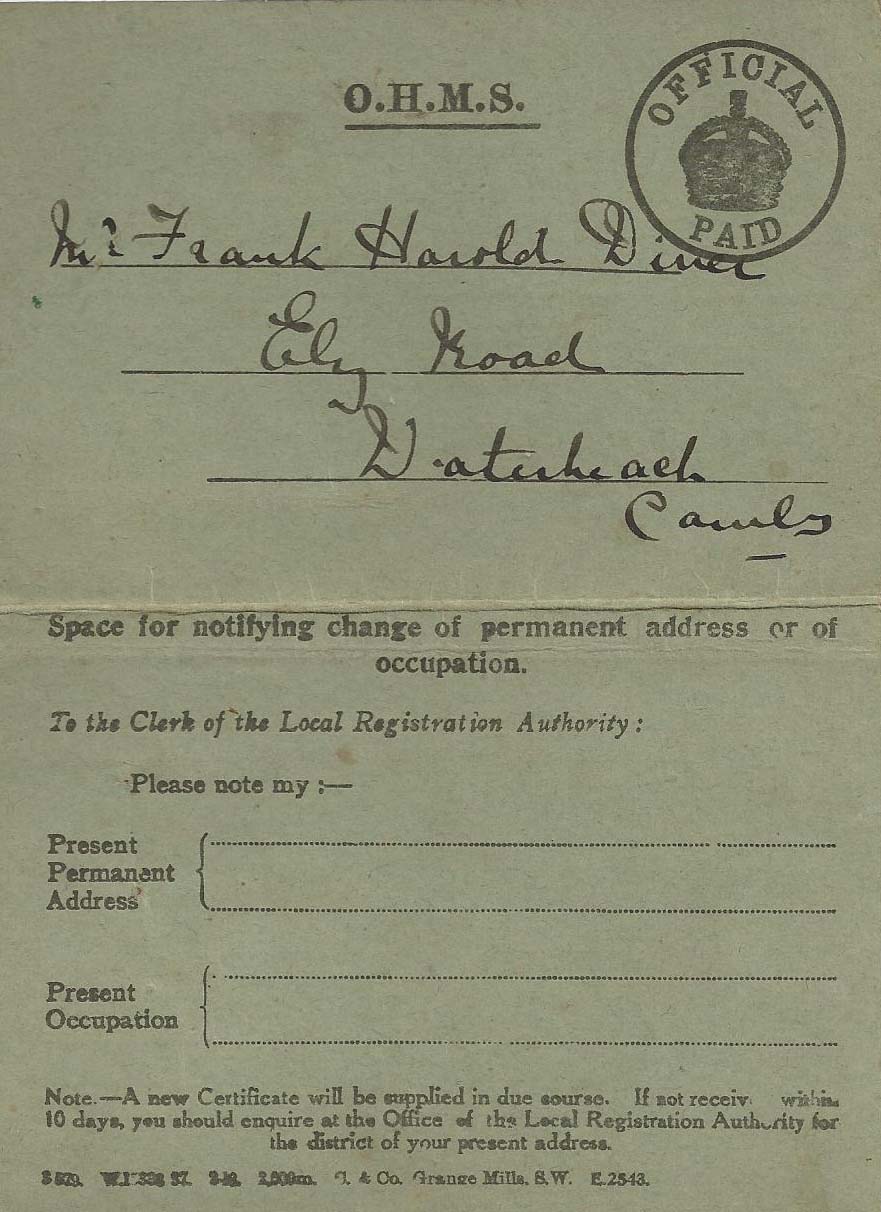 O.H.M.S.
OFFICIAL
PAID
Mr Frank Harold Diver
Ely Road
Waterbeach
Cambs
Space for notifying change of permanent address or of
occupation.
To the Clerk of the Local Registration Authority:
Please note my :—
Present
Permanent
Address
Present
Occupation
Note.—A new Certificate will be supplied in due course. If not receiv within
10 days, you should enquire at the Office of the Local Registration Authority for
the district of your present address.
& Co. Grange Mills, S.W. E.2543.